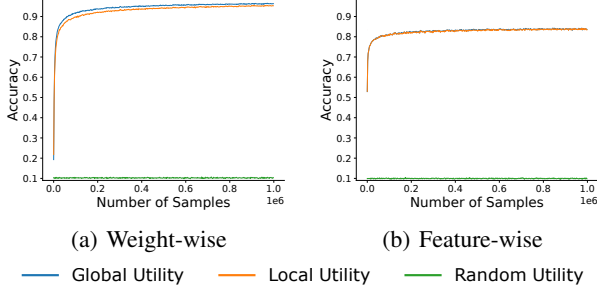 Accuracy
0.9
0.8
0.7
0.6
0.5
0.4
0.3
0.2
0.1
0.0 0.2 0.4 0.6 0.8 1.0
Number of Samples 1e6
(a) Weight-wise
Accuracy
0.9
0.8
0.7
0.6
0.5
0.4
0.3
0.2
0.1
0.0 0.2 0.4 0.6 0.8 1.0
Number of Samples 1e6
(b) Feature-wise
Global Utility Local Utility Random Utility